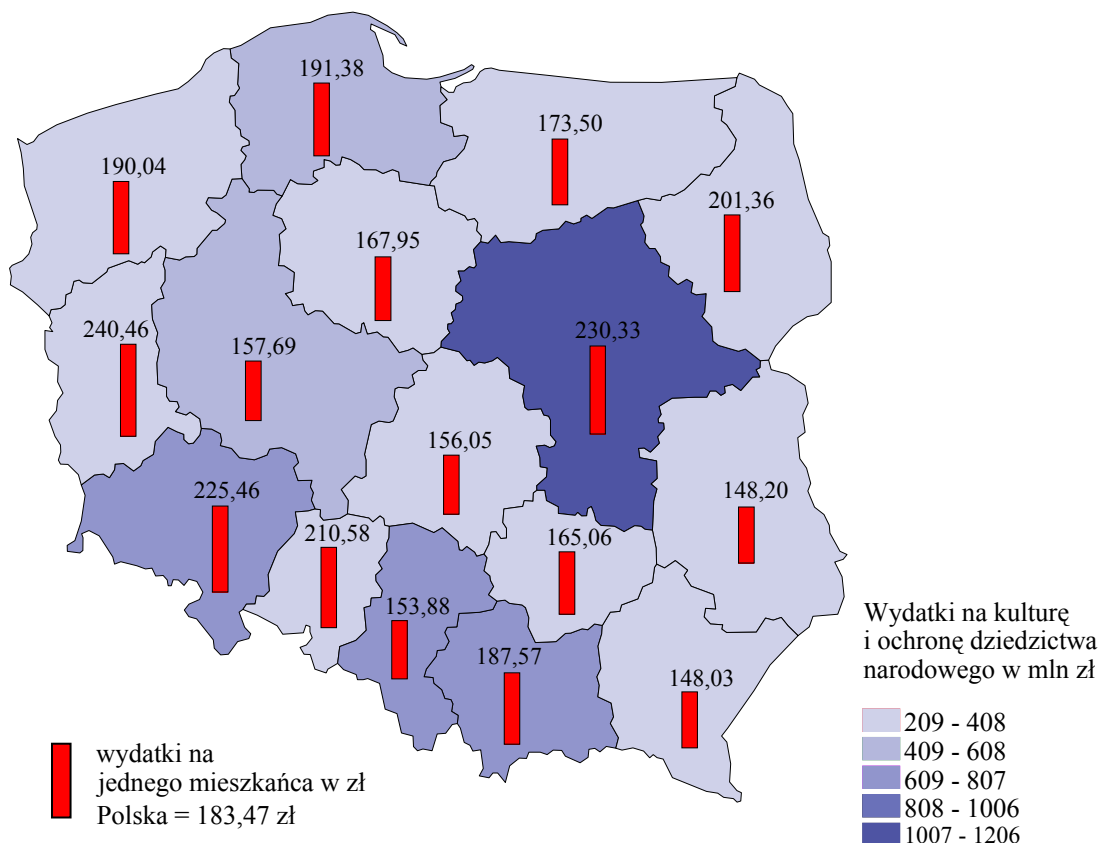 191,38
173,50
190,04
201,36
167,95
240,46
157,69
230,33
156,05
148,20
225,46
210,58
165,06
153,88
187,57
148,03
wydatki na
jednego mieszkańca w zł
Polska = 183,47 zł
Wydatki na kulturę
i ochronę dziedzictwa
narodowego w mln zł
209 - 408
409 - 608
609 - 807
808 - 1006
1007 - 1206